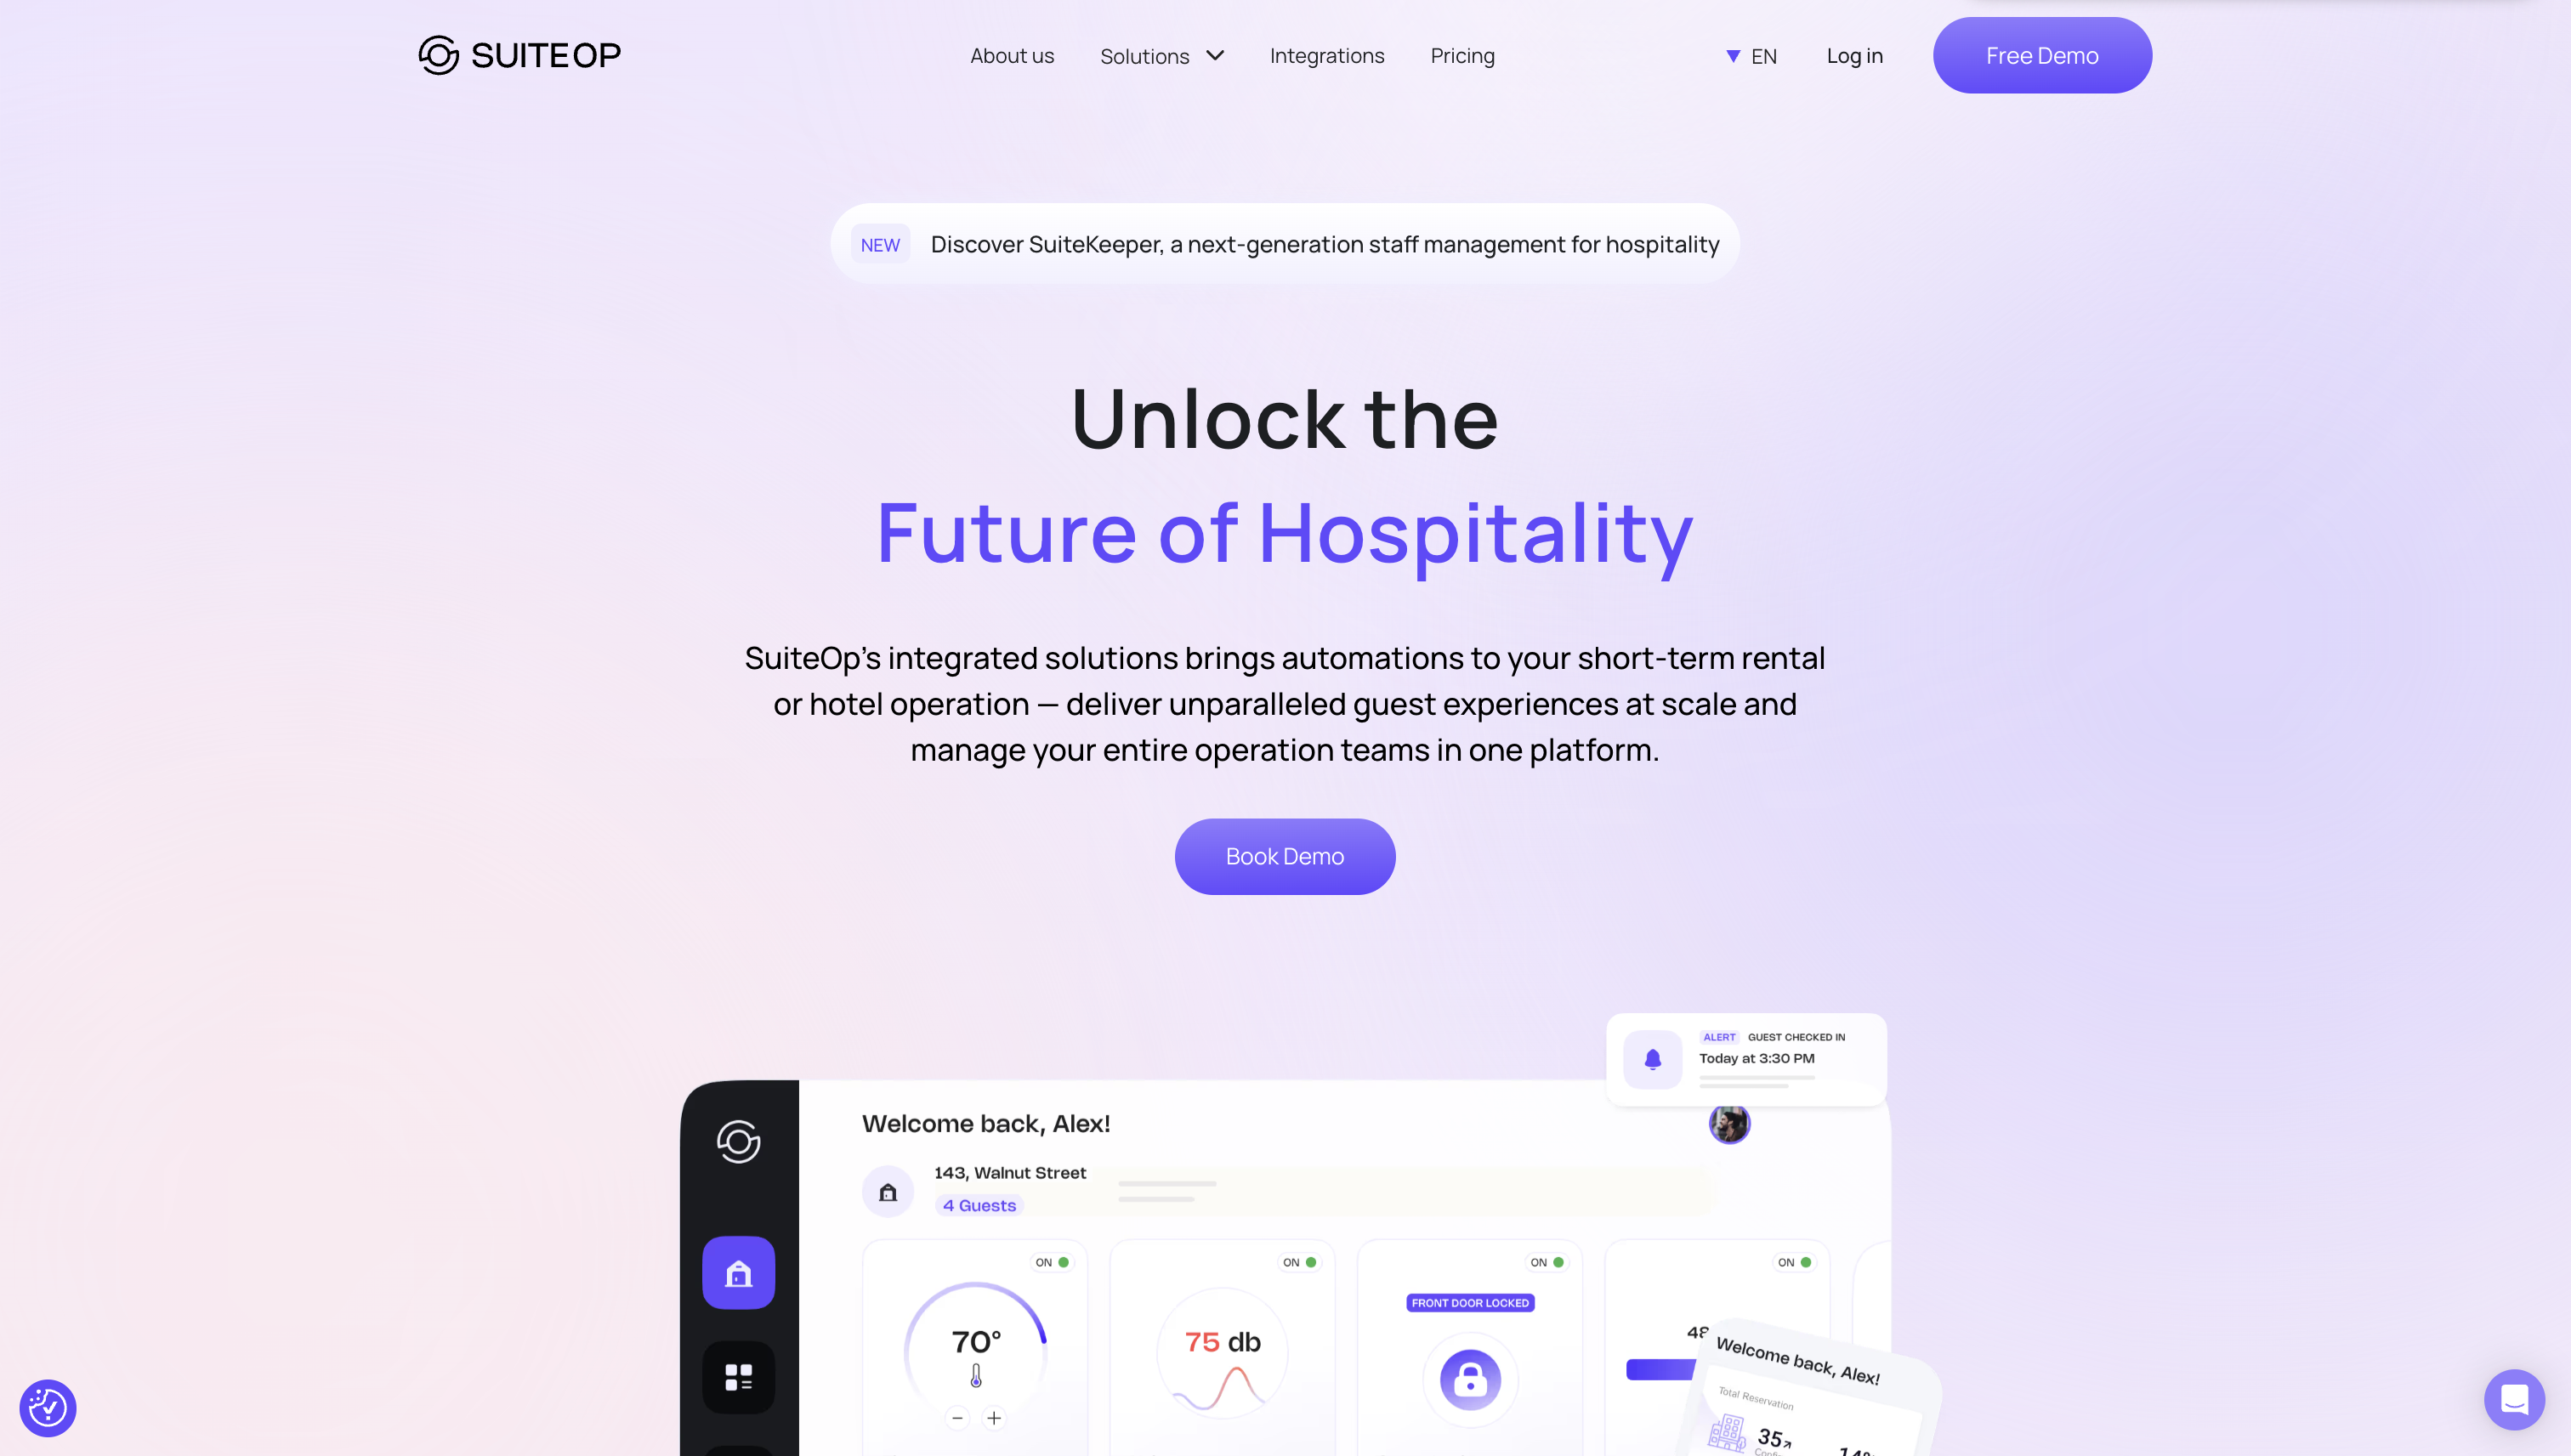 SUITEOP
About us
Solutions
Integrations
Pricing
EN
Log in
Free Demo
NEW Discover SuiteKeeper, a next-generation staff management for hospitality
Unlock the
Future of Hospitality
SuiteOp's integrated solutions brings automations to your short-term rental
or hotel operation — deliver unparalleled guest experiences at scale and
manage your entire operation teams in one platform.
Book Demo
ALERT GUEST CHECKED IN
Today at 3:30 PM
Welcome back, Alex!
143, Walnut Street
4 Guests
ON
70°
ON
75 db
ON
FRONT DOOR LOCKED
ON
Welcome back, Alex!
Total Reservation
35